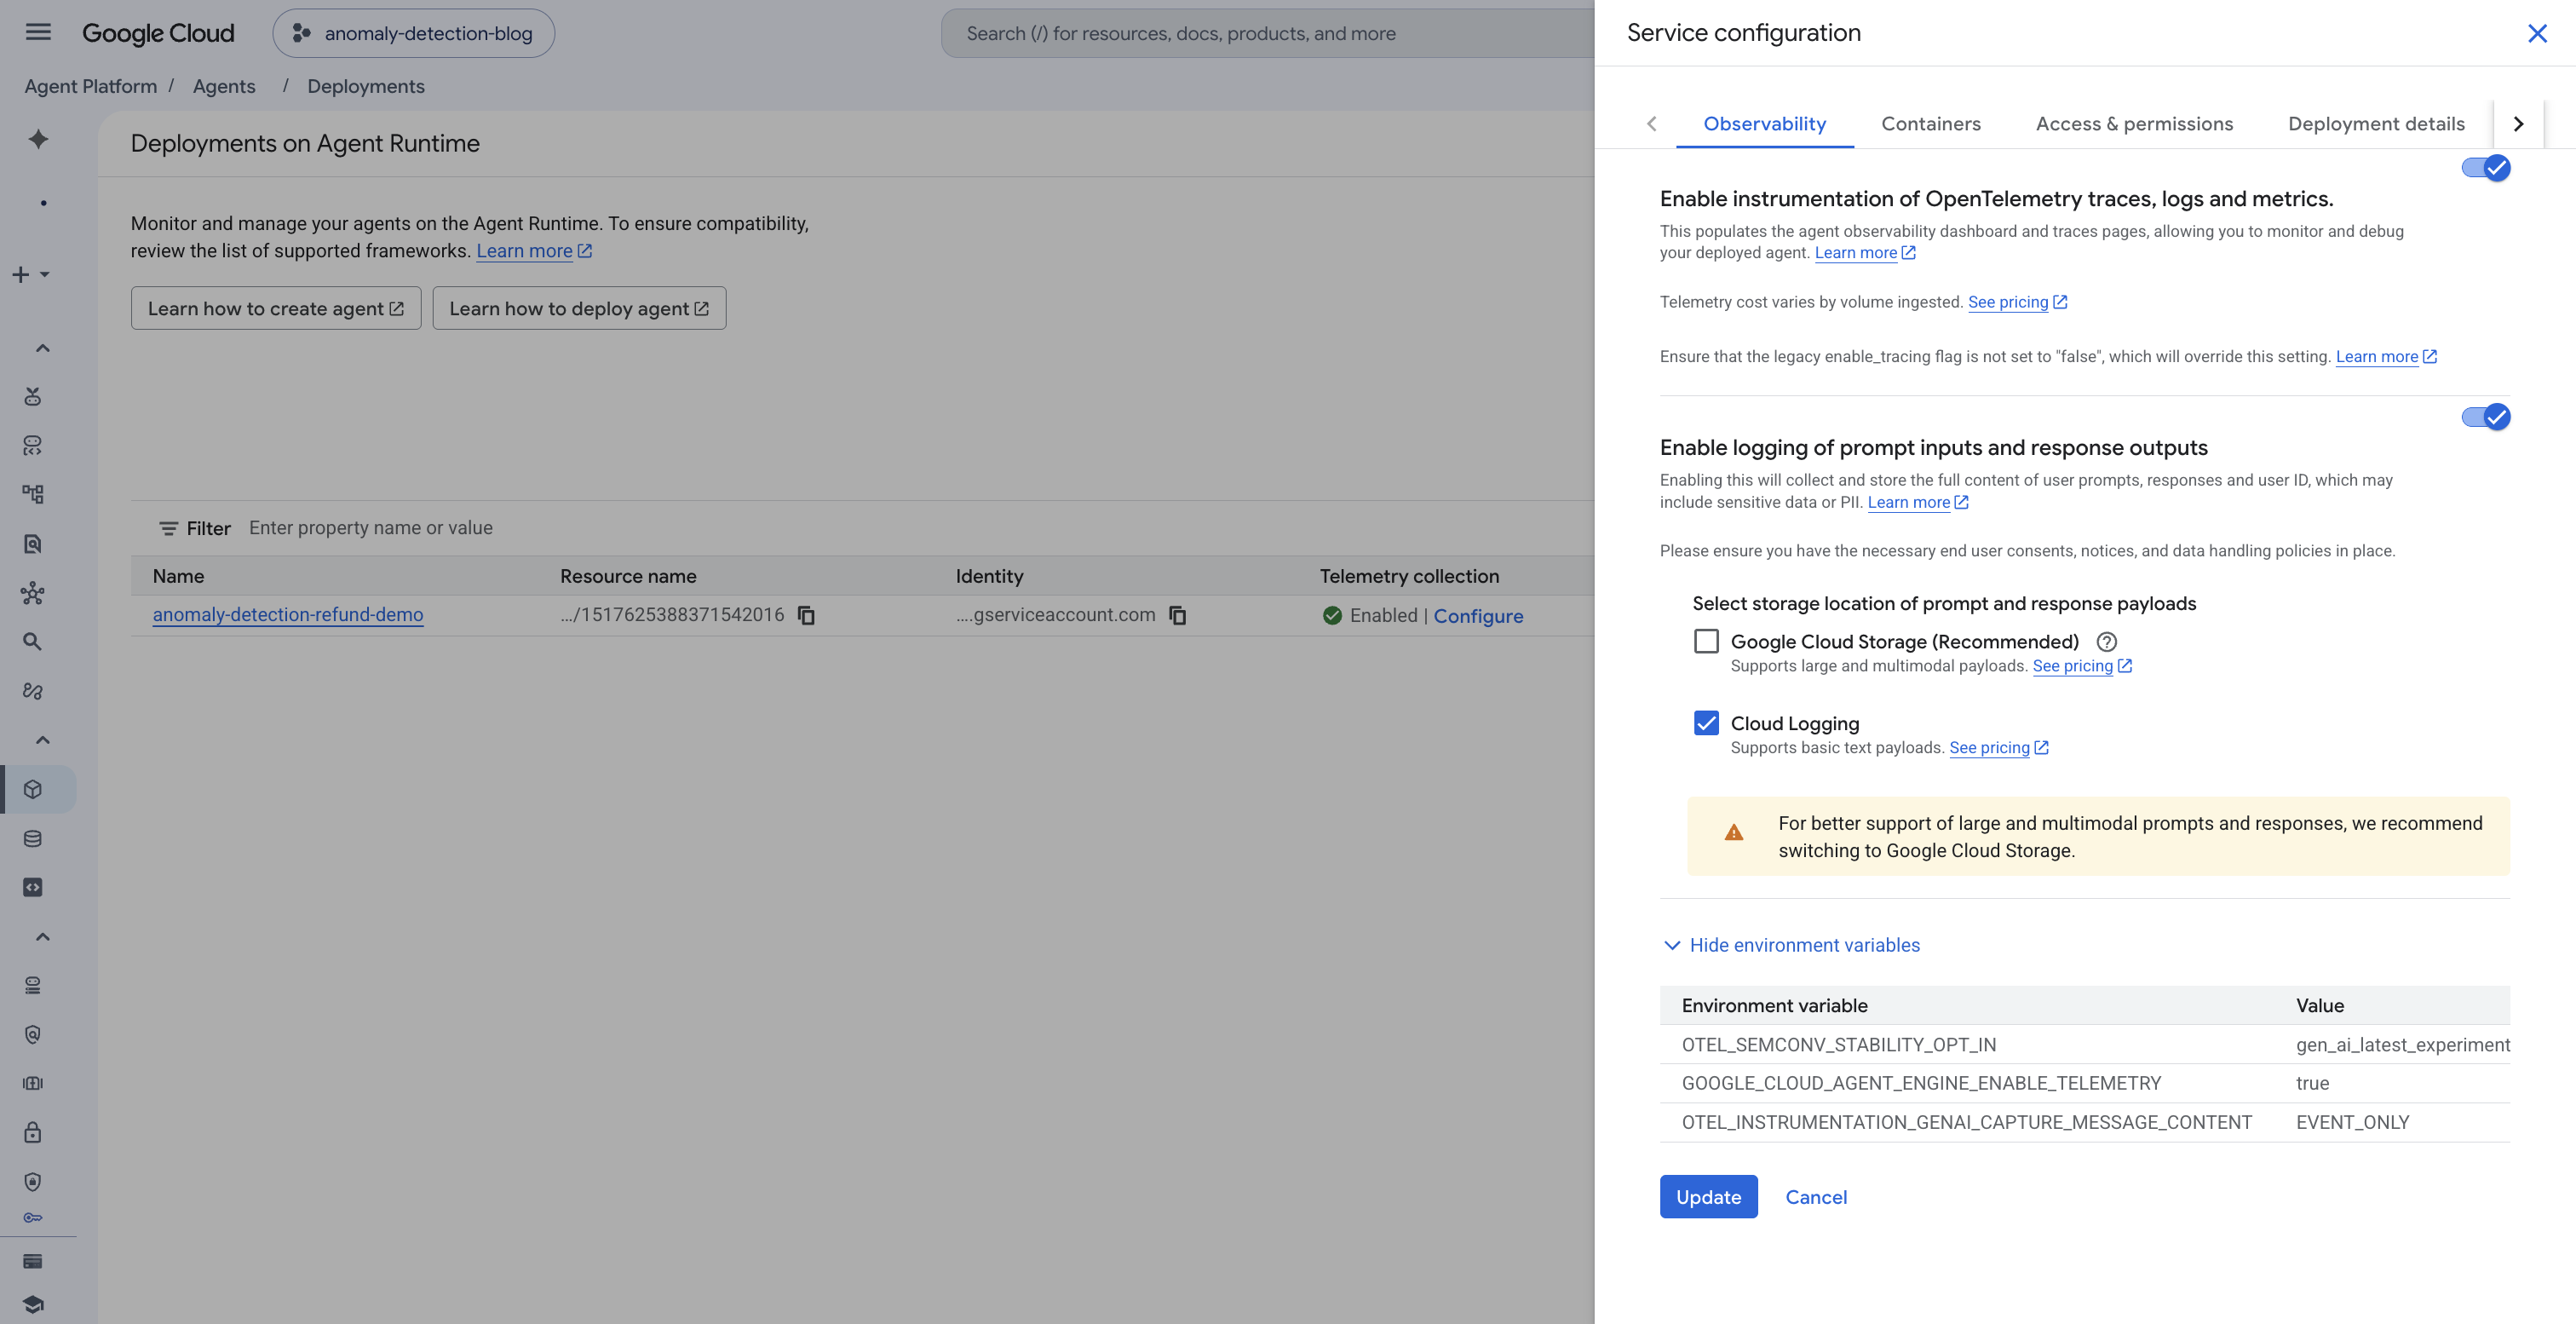 Google Cloud
anomaly-detection-blog
Search (/) for resources, docs, products, and more
Agent Platform / Agents / Deployments
Deployments on Agent Runtime
Monitor and manage your agents on the Agent Runtime. To ensure compatibility,
review the list of supported frameworks. Learn more
Learn how to create agent
Learn how to deploy agent
Filter Enter property name or value
Name Resource name Identity Telemetry collection
anomaly-detection-refund-demo …/1517625388371542016 ….gserviceaccount.com Enabled | Configure
Service configuration
Observability Containers Access & permissions Deployment details
Enable instrumentation of OpenTelemetry traces, logs and metrics.
This populates the agent observability dashboard and traces pages, allowing you to monitor and debug
your deployed agent. Learn more
Telemetry cost varies by volume ingested. See pricing
Ensure that the legacy enable_tracing flag is not set to "false", which will override this setting. Learn more
Enable logging of prompt inputs and response outputs
Enabling this will collect and store the full content of user prompts, responses and user ID, which may
include sensitive data or PII. Learn more
Please ensure you have the necessary end user consents, notices, and data handling policies in place.
Select storage location of prompt and response payloads
Google Cloud Storage (Recommended)
Supports large and multimodal payloads. See pricing
Cloud Logging
Supports basic text payloads. See pricing
For better support of large and multimodal prompts and responses, we recommend
switching to Google Cloud Storage.
Hide environment variables
Environment variable Value
OTEL_SEMCONV_STABILITY_OPT_IN gen_ai_latest_experiment
GOOGLE_CLOUD_AGENT_ENGINE_ENABLE_TELEMETRY true
OTEL_INSTRUMENTATION_GENAI_CAPTURE_MESSAGE_CONTENT EVENT_ONLY
Update Cancel